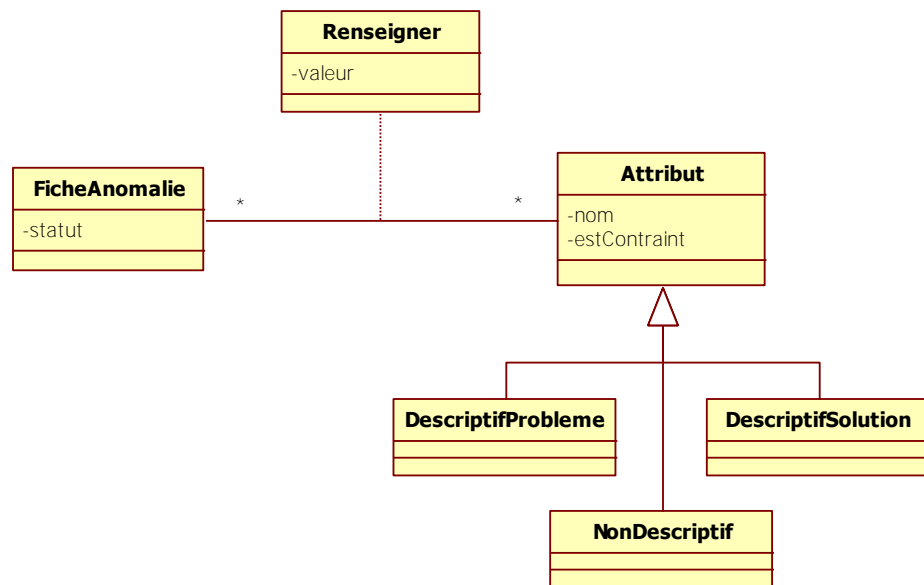 Renseigner
-valeur
FicheAnomalie
-statut
*
*
Attribut
-nom
-estContraint
DescriptifProbleme
DescriptifSolution
NonDescriptif